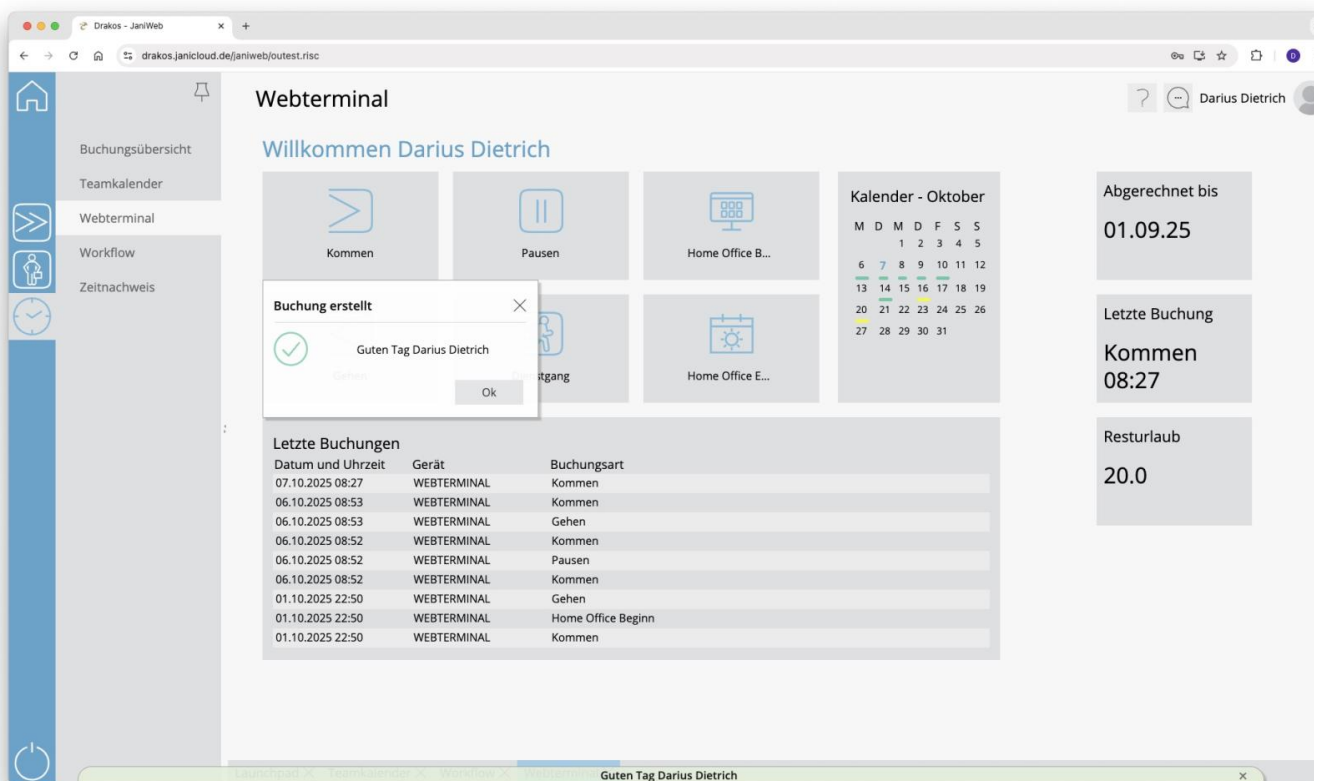 Drakos - JaniWeb
drakos.janicloud.de/janiweb/outest.risc
D
Webterminal
Darius Dietrich
Buchungsübersicht
Teamkalender
Webterminal
Workflow
Zeitnachweis
Willkommen Darius Dietrich
Kommen
Pausen
Home Office B...
Kalender - Oktober
M D M D F S S
1 2 3 4 5
6 7 8 9 10 11 12
13 14 15 16 17 18 19
20 21 22 23 24 25 26
27 28 29 30 31
Abgerechnet bis
01.09.25
Buchung erstellt
Guten Tag Darius Dietrich
Ok
Gehen
stgang
Home Office E...
Letzte Buchung
Kommen
08:27
Resturlaub
20.0
Letzte Buchungen
Datum und Uhrzeit Gerät Buchungsart
07.10.2025 08:27 WEBTERMINAL Kommen
06.10.2025 08:53 WEBTERMINAL Kommen
06.10.2025 08:53 WEBTERMINAL Gehen
06.10.2025 08:52 WEBTERMINAL Kommen
06.10.2025 08:52 WEBTERMINAL Pausen
06.10.2025 08:52 WEBTERMINAL Kommen
01.10.2025 22:50 WEBTERMINAL Gehen
01.10.2025 22:50 WEBTERMINAL Home Office Beginn
01.10.2025 22:50 WEBTERMINAL Kommen
Launchpad Teamkalender Workflow Webterminal
Guten Tag Darius Dietrich